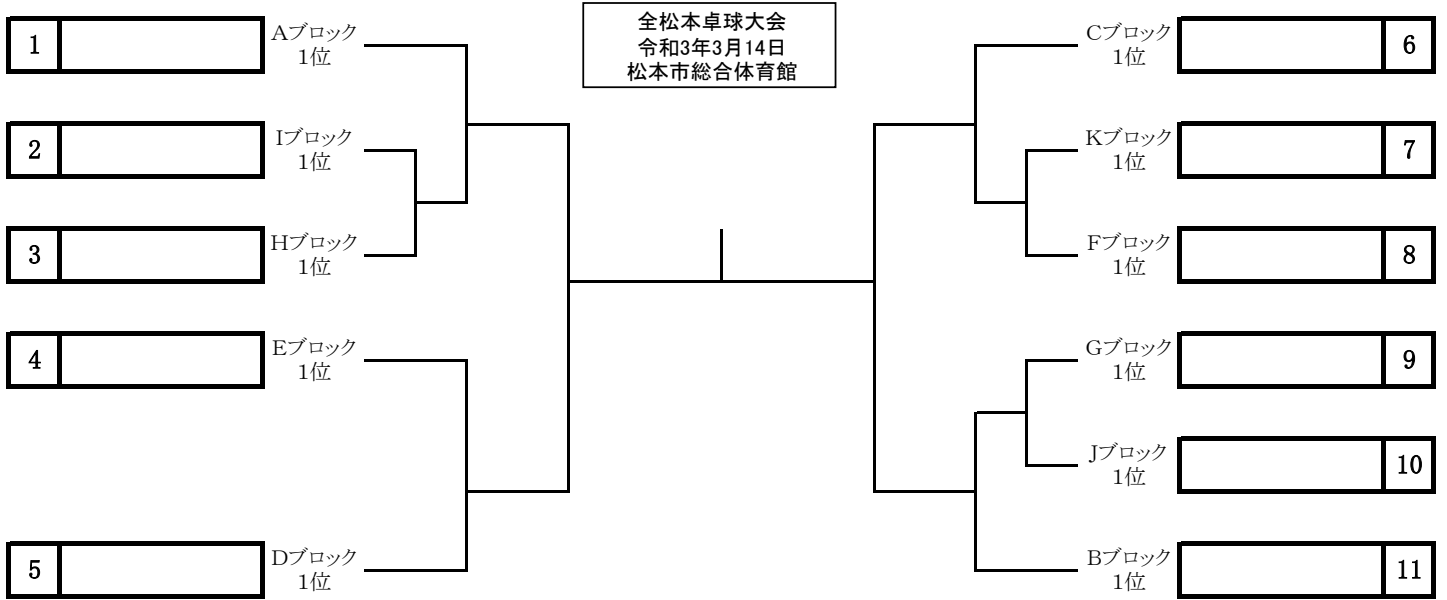 全松本卓球大会
令和3年3月14日
松本市総合体育館
1
Aブロック
1位
2
Iブロック
1位
3
Hブロック
1位
4
Eブロック
1位
5
Dブロック
1位
Cブロック
1位
6
Kブロック
1位
7
Fブロック
1位
8
Gブロック
1位
9
Jブロック
1位
10
Bブロック
1位
11